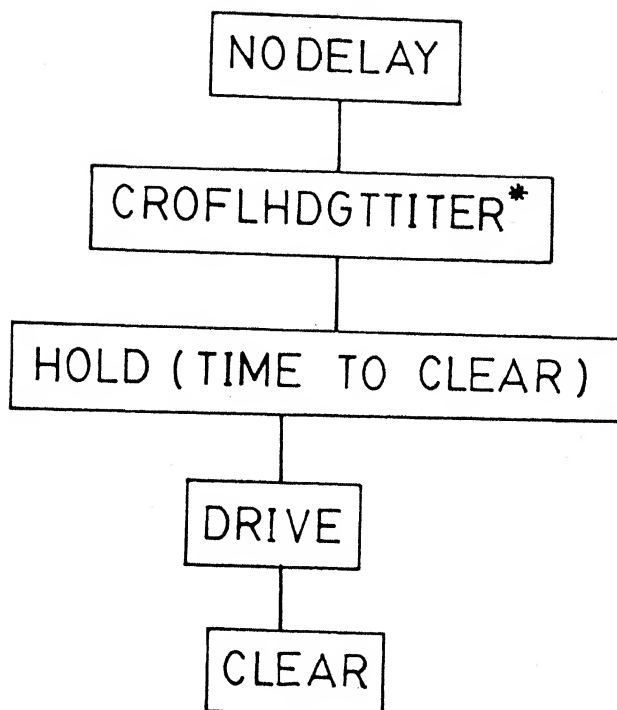 NODELAY
CROFLHDGTTITER*
HOLD (TIME TO CLEAR)
DRIVE
CLEAR